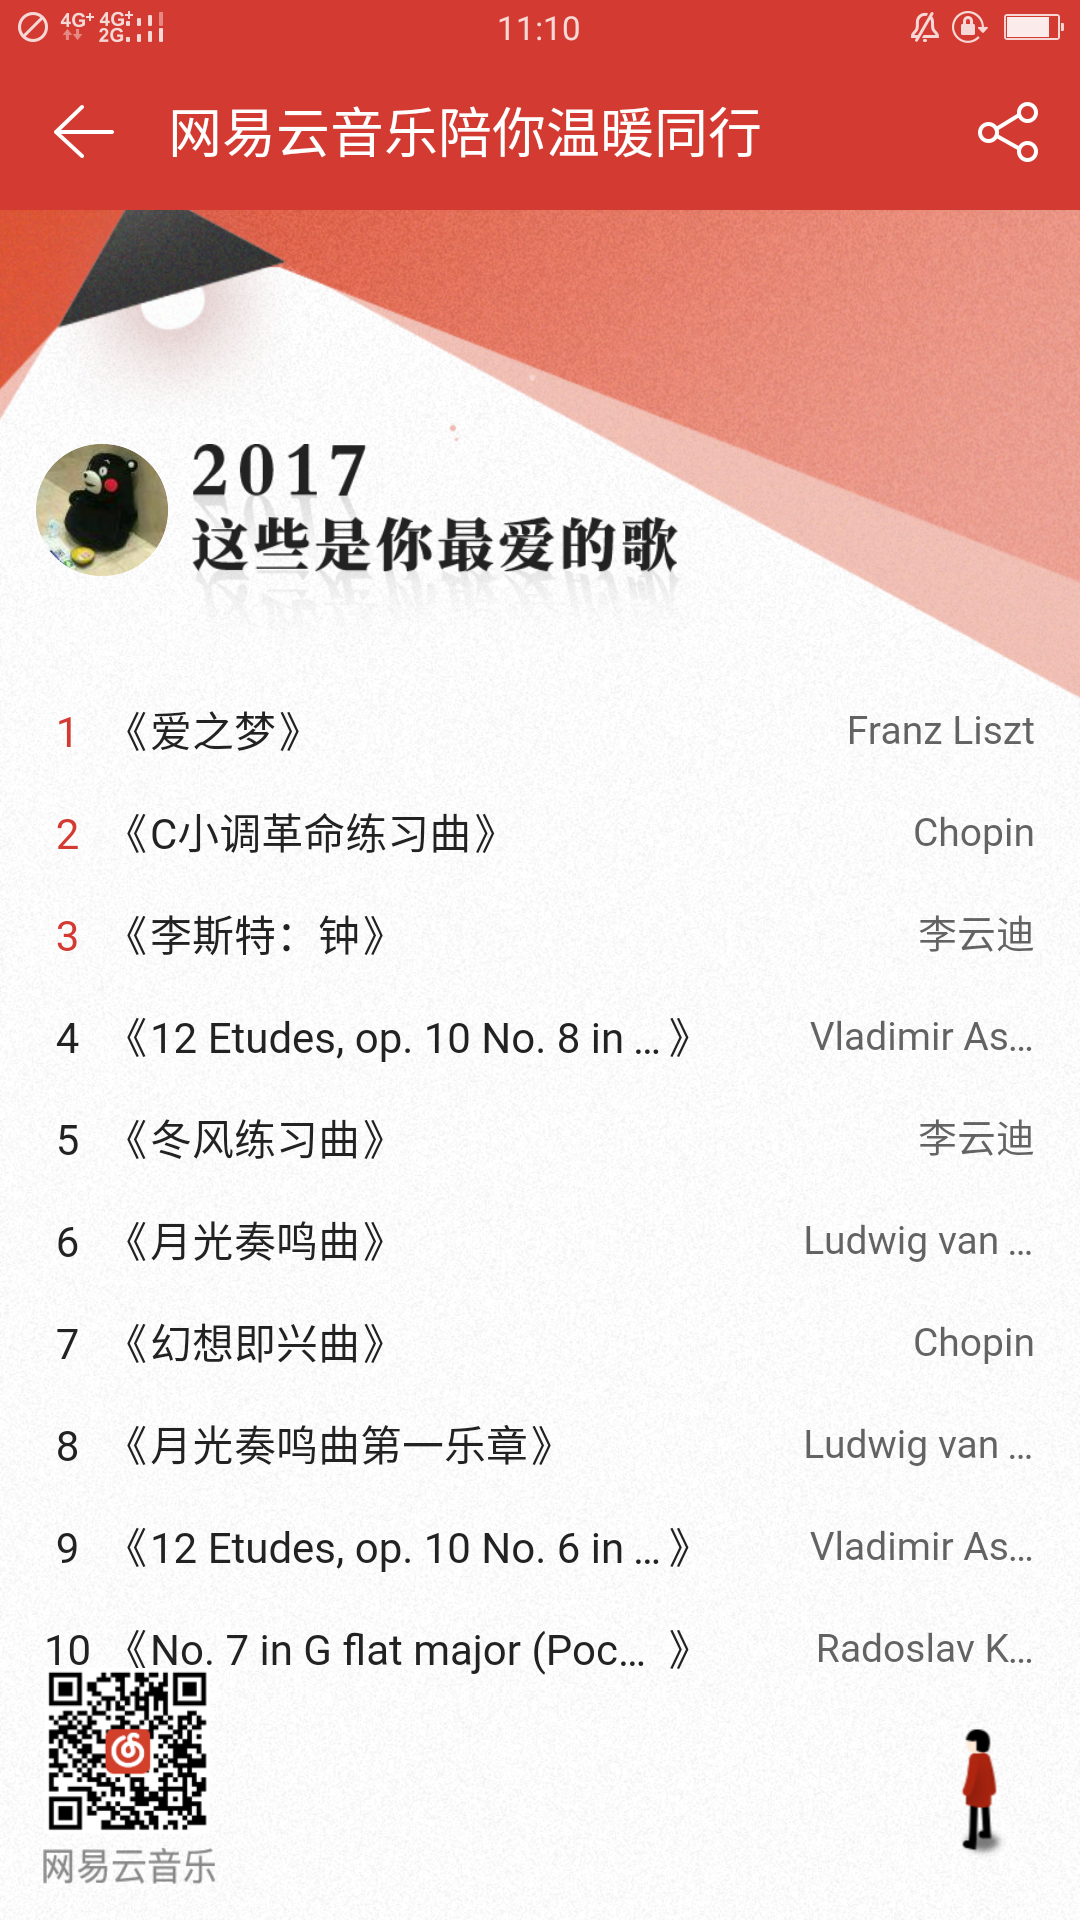 4G+ 4G+ 2G 11:10
网易云音乐陪你温暖同行
2017
这些是你最爱的歌
1 《爱之梦》 Franz Liszt
2 《C小调革命练习曲》 Chopin
3 《李斯特：钟》 李云迪
4 《12 Etudes, op. 10 No. 8 in ...》 Vladimir As...
5 《冬风练习曲》 李云迪
6 《月光奏鸣曲》 Ludwig van ...
7 《幻想即兴曲》 Chopin
8 《月光奏鸣曲第一乐章》 Ludwig van ...
9 《12 Etudes, op. 10 No. 6 in ...》 Vladimir As...
10 《No. 7 in G flat major (Poc... 》 Radoslav K...
网易云音乐